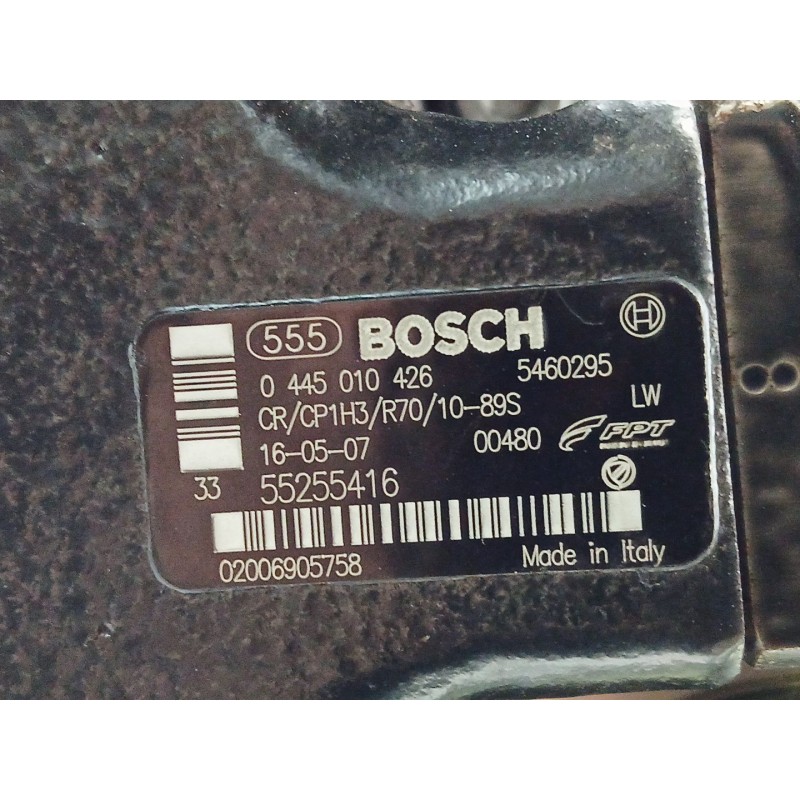 555 BOSCH
0 445 010 426 5460295
CR/CP1H3/R70/10-89S LW
16-05-07 00480 FPT
33 55255416
02006905758 Made in Italy